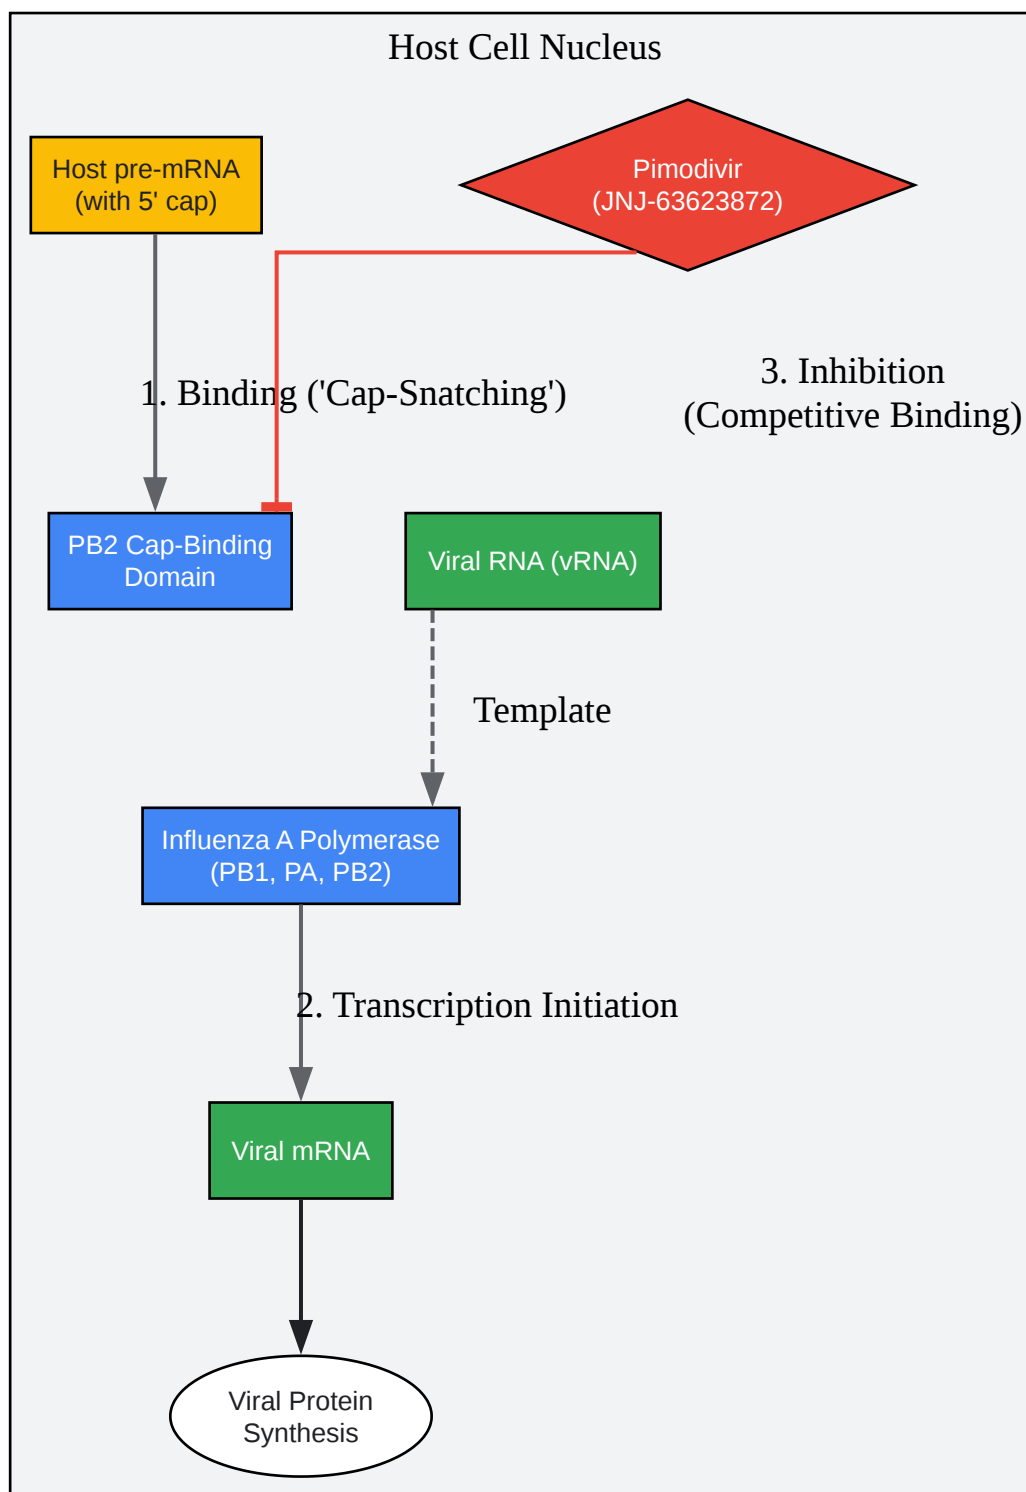 Host Cell Nucleus
Host pre-mRNA
(with 5' cap)
Pimodivir
(JNJ-63623872)
1. Binding ('Cap-Snatching')
3. Inhibition
(Competitive Binding)
PB2 Cap-Binding
Domain
Viral RNA (vRNA)
Template
Influenza A Polymerase
(PB1, PA, PB2)
2. Transcription Initiation
Viral mRNA
Viral Protein
Synthesis